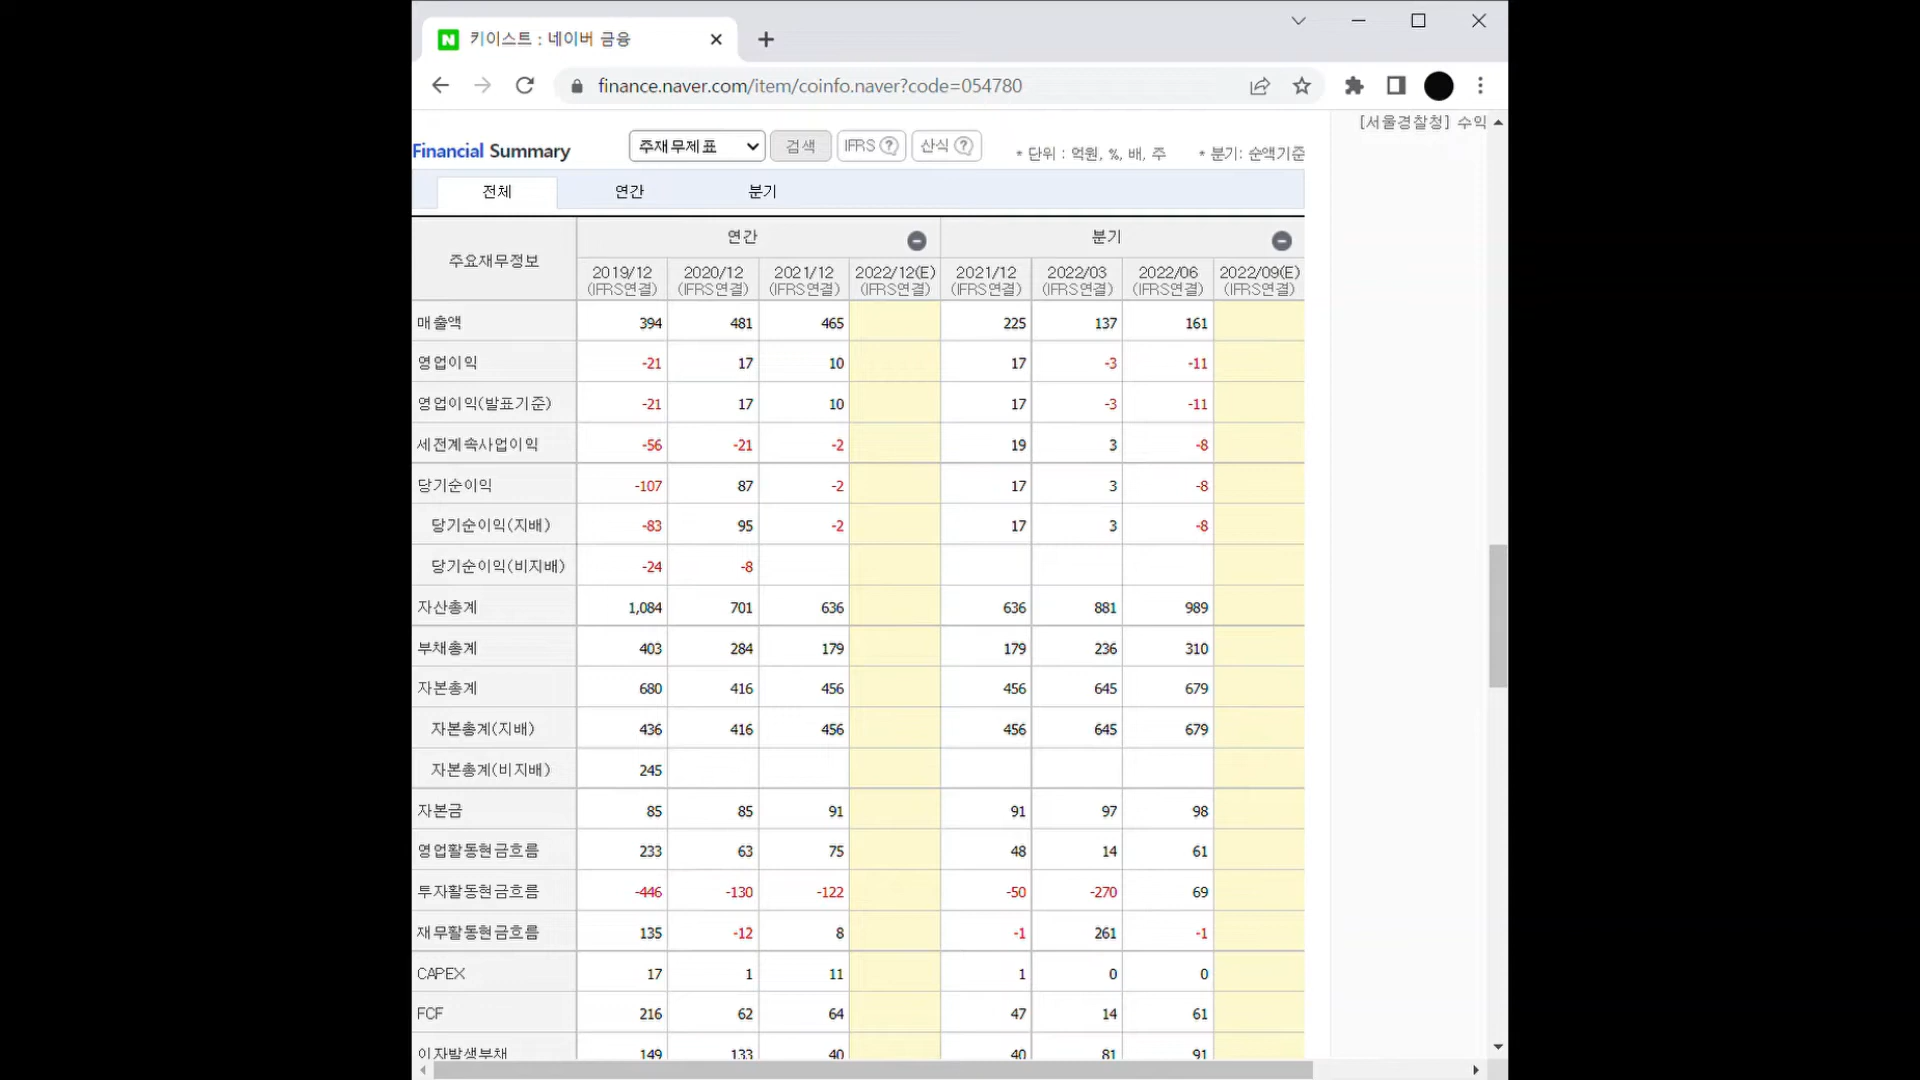 키이스트 : 네이버 금융
finance.naver.com/item/coinfo.naver?code=054780
[서울경찰청] 수익
Financial Summary 주재무제표 검색 IFRS ? 산식 ? * 단위 : 억원, %, 배, 주 * 분기: 순액기준
전체 연간 분기
주요재무정보 연간 분기
2019/12 2020/12 2021/12 2022/12(E) 2021/12 2022/03 2022/06 2022/09(E)
(IFRS연결) (IFRS연결) (IFRS연결) (IFRS연결) (IFRS연결) (IFRS연결) (IFRS연결) (IFRS연결)
매출액 394 481 465 225 137 161
영업이익 -21 17 10 17 -3 -11
영업이익(발표기준) -21 17 10 17 -3 -11
세전계속사업이익 -56 -21 -2 19 3 -8
당기순이익 -107 87 -2 17 3 -8
당기순이익(지배) -83 95 -2 17 3 -8
당기순이익(비지배) -24 -8
자산총계 1,084 701 636 636 881 989
부채총계 403 284 179 179 236 310
자본총계 680 416 456 456 645 679
자본총계(지배) 436 416 456 456 645 679
자본총계(비지배) 245
자본금 85 85 91 91 97 98
영업활동현금흐름 233 63 75 48 14 61
투자활동현금흐름 -446 -130 -122 -50 -270 69
재무활동현금흐름 135 -12 8 -1 261 -1
CAPEX 17 1 11 1 0 0
FCF 216 62 64 47 14 61
이자발생부채 149 133 40 40 81 91